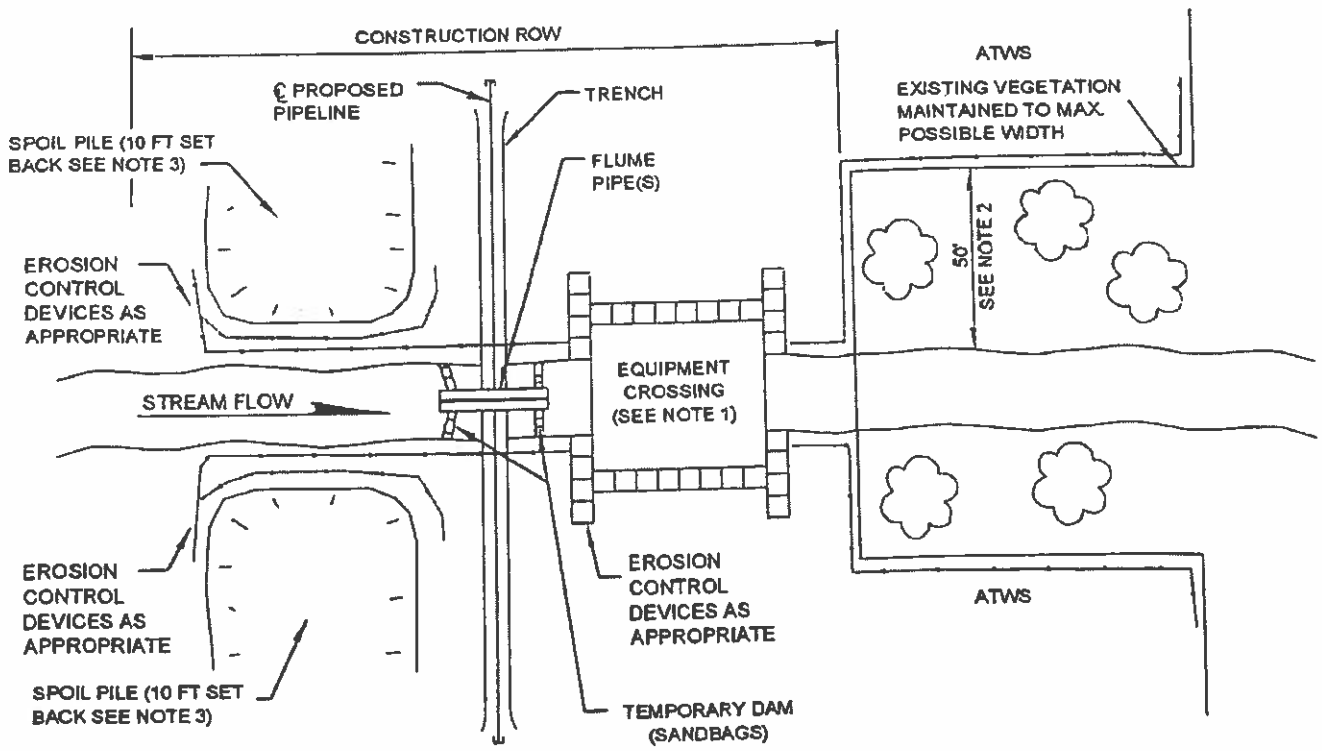 CONSTRUCTION ROW
ATWS
℄ PROPOSED
PIPELINE
TRENCH
EXISTING VEGETATION
MAINTAINED TO MAX.
POSSIBLE WIDTH
SPOIL PILE (10 FT SET
BACK SEE NOTE 3)
FLUME
PIPE(S)
50'
SEE NOTE 2
EROSION
CONTROL
DEVICES AS
APPROPRIATE
EQUIPMENT
CROSSING
(SEE NOTE 1)
STREAM FLOW
EROSION
CONTROL
DEVICES AS
APPROPRIATE
EROSION
CONTROL
DEVICES AS
APPROPRIATE
ATWS
SPOIL PILE (10 FT SET
BACK SEE NOTE 3)
TEMPORARY DAM
(SANDBAGS)